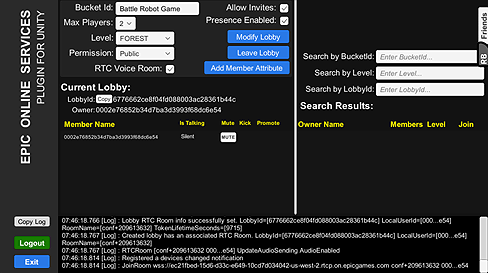 EPIC ONLINE SERVICES
PLUGIN FOR UNITY
Bucket Id: Battle Robot Game
Max Players: 2
Level: FOREST
Permission: Public
RTC Voice Room:
Allow Invites:
Presence Enabled:
Modify Lobby
Leave Lobby
Add Member Attribute
Current Lobby:
LobbyId: Copy 6776662ce8f04fd088003ac28361b44c
Owner: 0002e76852b34d7ba3d3993f68dc6e54
Member Name Is Talking Mute Kick Promote
0002e76852b34d7ba3d3993f68dc6e54 Silent MUTE
Friends
RB
Search by BucketId: Enter BucketId...
Search by Level: Enter Level...
Search by LobbyId: Enter LobbyId...
Search Results:
Owner Name Members Level Join
Copy Log
Logout
Exit
07:46:18.766 [Log] : Lobby RTC Room info successfully set. LobbyId=[6776662ce8f04fd088003ac28361b44c] LocalUserId=[000...e54]
RoomName=[conf+209613632] TokenLifetimeSeconds=[9715]
07:46:18.767 [Log] : Created lobby has an associated RTC Room. LobbyId=[6776662ce8f04fd088003ac28361b44c] LocalUserId=[000...e54]
RoomName=[conf+209613632]
07:46:18.767 [Log] : RTCRoom [conf+209613632 000...e54] UpdateAudioSending AudioEnabled
07:46:18.814 [Log] : Registered a devices changed notification
07:46:18.814 [Log] : JoinRoom wss://ec21fbed-15d6-d33c-e649-10cd7d034042-us-west-2.rtcp.on.epicgames.com conf+209613632 000...e54]